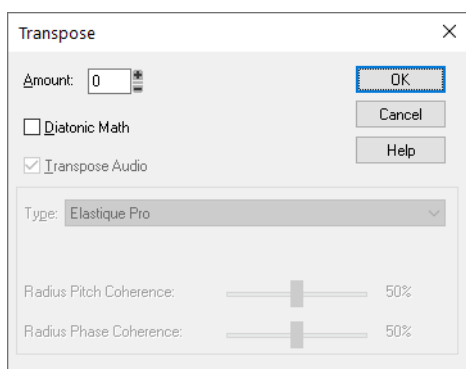 Transpose
Amount: 0
OK
Diatonic Math
Cancel
Transpose Audio
Help
Type: Elastique Pro
Radius Pitch Coherence: 50%
Radius Phase Coherence: 50%